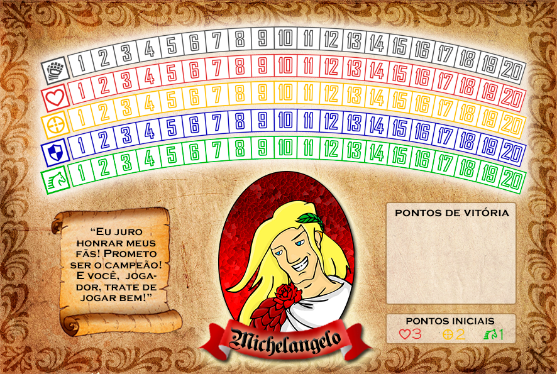 1 2 3 4 5 6 7 8 9 10 11 12 13 14 15 16 17 18 19 20
1 2 3 4 5 6 7 8 9 10 11 12 13 14 15 16 17 18 19 20
1 2 3 4 5 6 7 8 9 10 11 12 13 14 15 16 17 18 19 20
1 2 3 4 5 6 7 8 9 10 11 12 13 14 15 16 17 18 19 20
1 2 3 4 5 6 7 8 9 10 11 12 13 14 15 16 17 18 19 20
“EU JURO
HONRAR MEUS
FÃS! PROMETO
SER O CAMPEÃO!
E VOCÊ, JOGA-
DOR, TRATE DE
JOGAR BEM!”
Michelangelo
PONTOS DE VITÓRIA
PONTOS INICIAIS
3 2 1